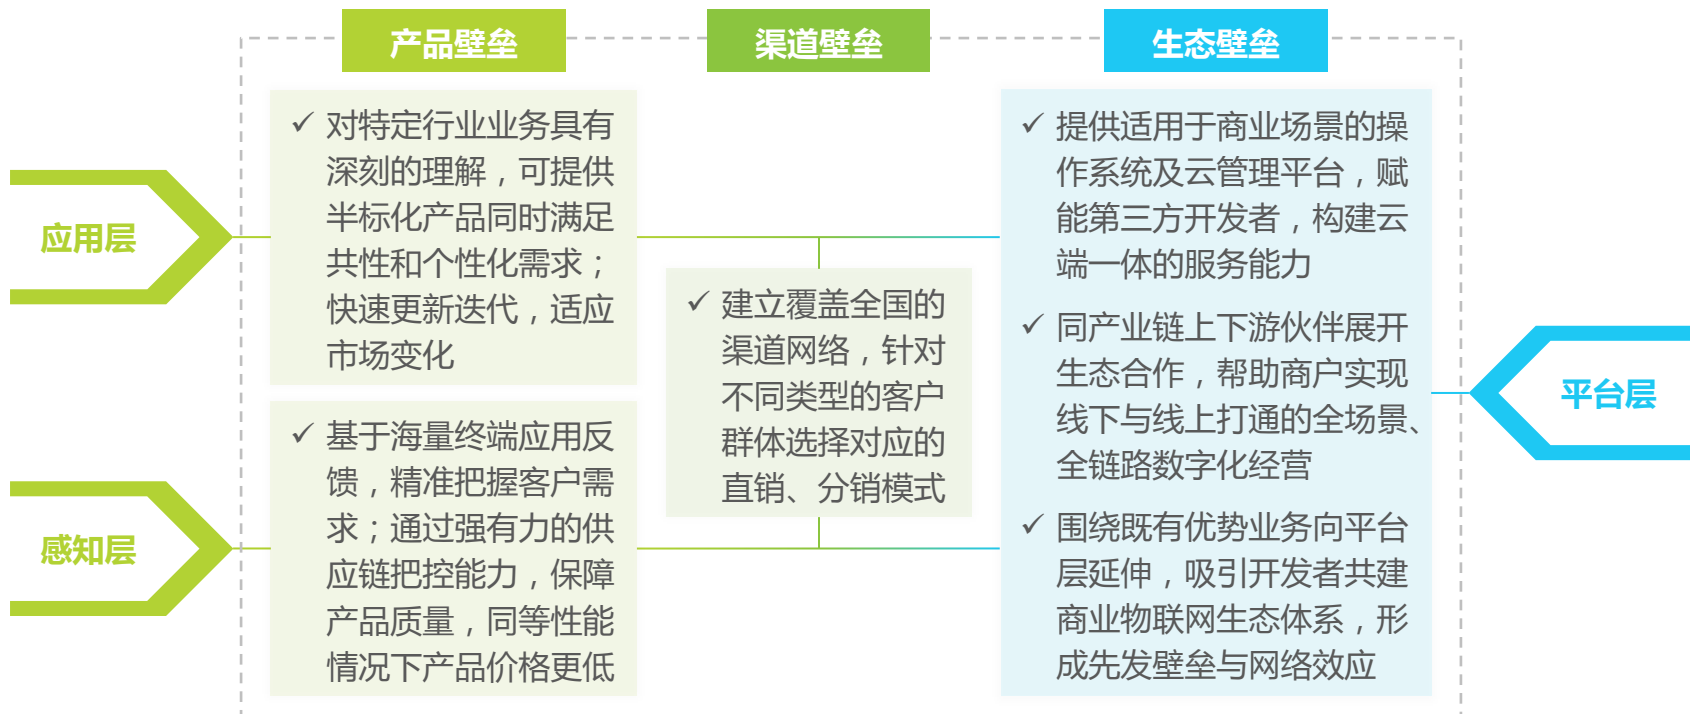 产品壁垒
渠道壁垒
生态壁垒
应用层
✓ 对特定行业业务具有
深刻的理解，可提供
半标化产品同时满足
共性和个性化需求；
快速更新迭代，适应
市场变化
感知层
✓ 基于海量终端应用反
馈，精准把握客户需
求；通过强有力的供
应链把控能力，保障
产品质量，同等性能
情况下产品价格更低
✓ 建立覆盖全国的
渠道网络，针对
不同类型的客户
群体选择对应的
直销、分销模式
✓ 提供适用于商业场景的操
作系统及云管理平台，赋
能第三方开发者，构建云
端一体的服务能力
✓ 同产业链上下游伙伴展开
生态合作，帮助商户实现
线下与线上打通的全场景、
全链路数字化经营
✓ 围绕既有优势业务向平台
层延伸，吸引开发者共建
商业物联网生态体系，形
成先发壁垒与网络效应
平台层